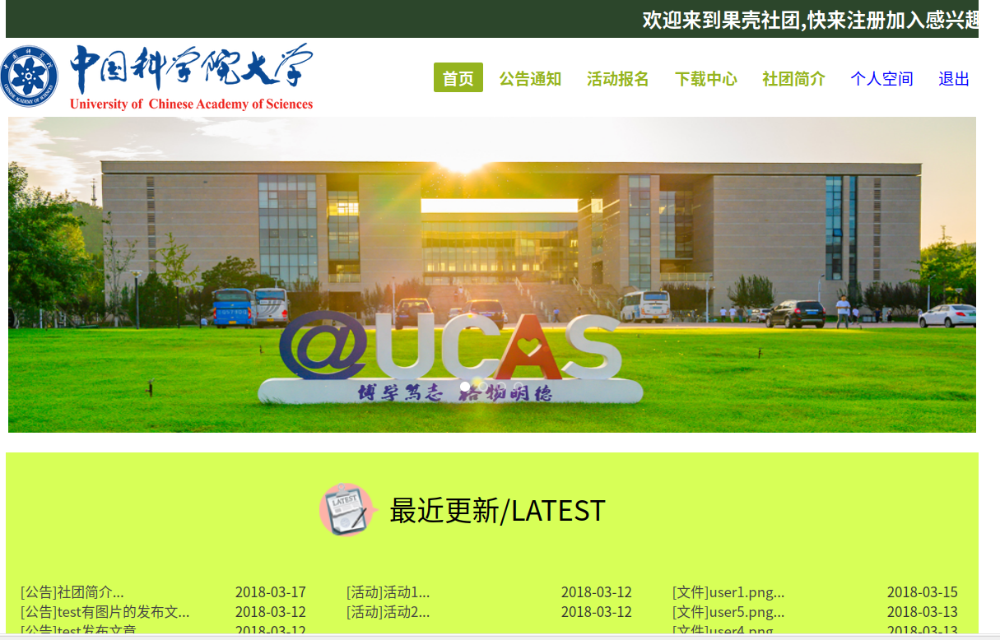 欢迎来到果壳社团,快来注册加入感兴趣
中国科学院大学
University of Chinese Academy of Sciences
首页 公告通知 活动报名 下载中心 社团简介 个人空间 退出
@UCAS
博学笃志 格物明德
LATEST
最近更新/LATEST
[公告]社团简介... 2018-03-17 [活动]活动1... 2018-03-12 [文件]user1.png... 2018-03-15
[公告]test有图片的发布文... 2018-03-12 [活动]活动2... 2018-03-12 [文件]user5.png... 2018-03-13
[公告]test发布文章 2018-03-12 [文件]user4.png 2018-03-13